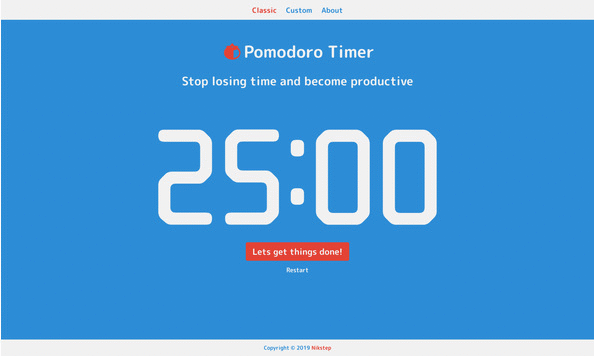 Classic Custom About
Pomodoro Timer
Stop losing time and become productive
25:00
Lets get things done!
Restart
Copyright © 2019 Nikstep